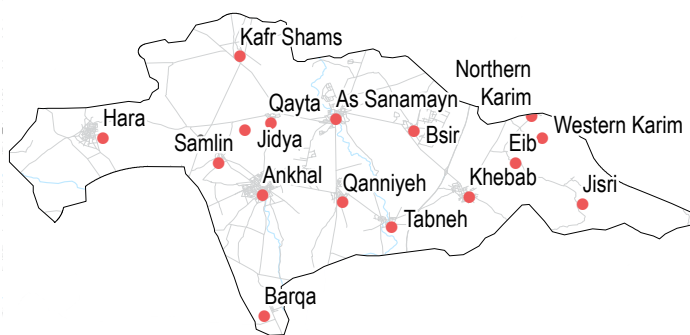 Kafr Shams
Northern
Karim
Hara
Qayta
As Sanamayn
Western Karim
Jidya
Bsir
Eib
Samlin
Ankhal
Qanniyeh
Khebab
Jisri
Tabneh
Barqa